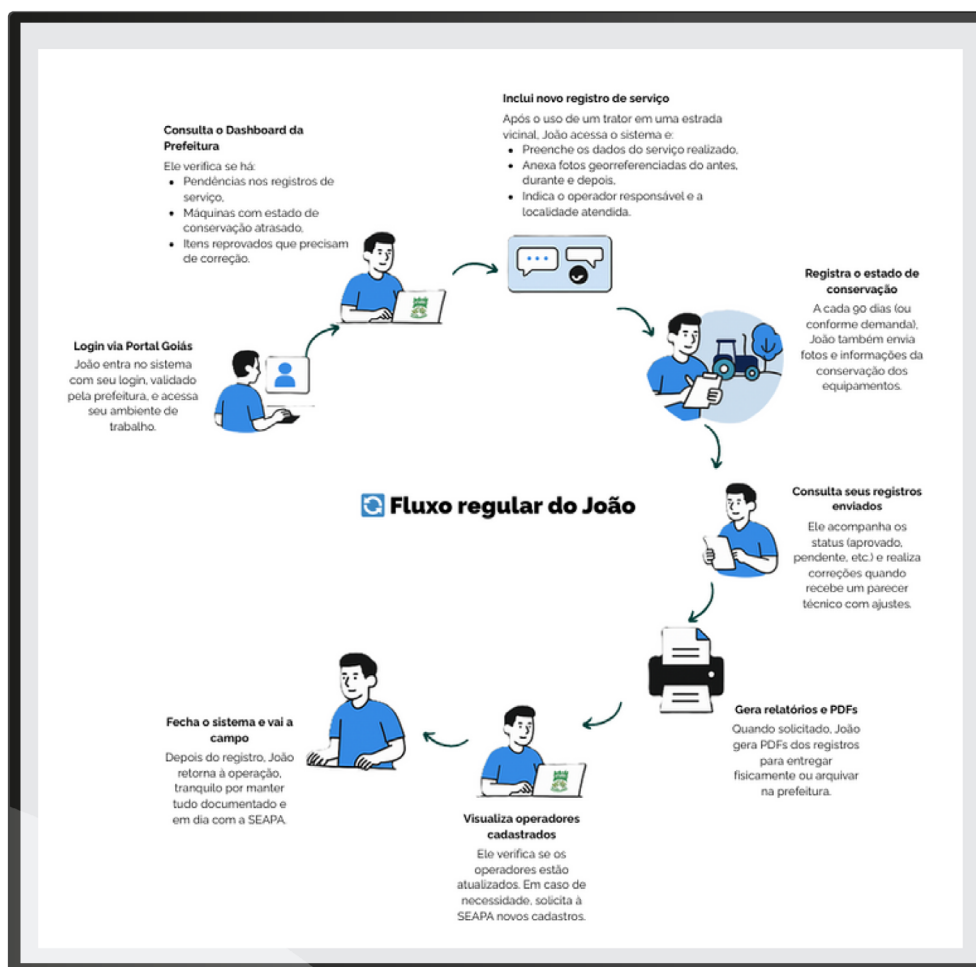 Login via Portal Goiás
João entra no sistema
com seu login, validado
pela prefeitura, e acessa
seu ambiente de
trabalho.
Consulta o Dashboard da
Prefeitura
Ele verifica se há:
• Pendências nos registros de
serviço,
• Máquinas com estado de
conservação atrasado,
• Itens reprovados que precisam
de correção.
Inclui novo registro de serviço
Após o uso de um trator em uma estrada
vicinal, João acessa o sistema e:
• Preenche os dados do serviço realizado,
• Anexa fotos georreferenciadas do antes,
durante e depois,
• Indica o operador responsável e a
localidade atendida.
Registra o estado de
conservação
A cada 90 dias (ou
conforme demanda),
João também envia
fotos e informações da
conservação dos
equipamentos.
Consulta seus registros
enviados
Ele acompanha os
status (aprovado,
pendente, etc.) e realiza
correções quando
recebe um parecer
técnico com ajustes.
Fluxo regular do João
Gera relatórios e PDFs
Quando solicitado, João
gera PDFs dos registros
para entregar
fisicamente ou arquivar
na prefeitura.
Visualiza operadores
cadastrados
Ele verifica se os
operadores estão
atualizados. Em caso de
necessidade, solicita à
SEAPA novos cadastros.
Fecha o sistema e vai a
campo
Depois do registro, João
retorna à operação,
tranquilo por manter
tudo documentado e
em dia com a SEAPA.